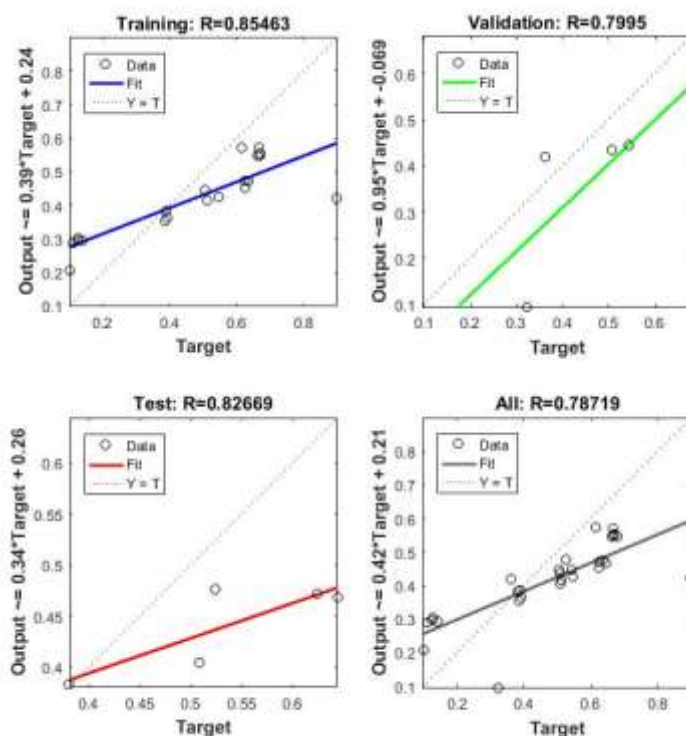 Training: R=0.85463
Output ~= 0.39*Target + 0.24
0.9
0.8
0.7
0.6
0.5
0.4
0.3
0.2
0.1
Data
Fit
Y = T
0.2
0.4
0.6
0.8
Target
Validation: R=0.7995
Output ~= 0.95*Target + -0.069
0.6
0.5
0.4
0.3
0.2
0.1
Data
Fit
Y = T
0.1
0.2
0.3
0.4
0.5
0.6
Target
Test: R=0.82669
Output ~= 0.34*Target + 0.26
0.6
0.55
0.5
0.45
0.4
Data
Fit
Y = T
0.4
0.45
0.5
0.55
0.6
Target
All: R=0.78719
Output ~= 0.42*Target + 0.21
0.9
0.8
0.7
0.6
0.5
0.4
0.3
0.2
0.1
Data
Fit
Y = T
0.2
0.4
0.6
0.8
Target